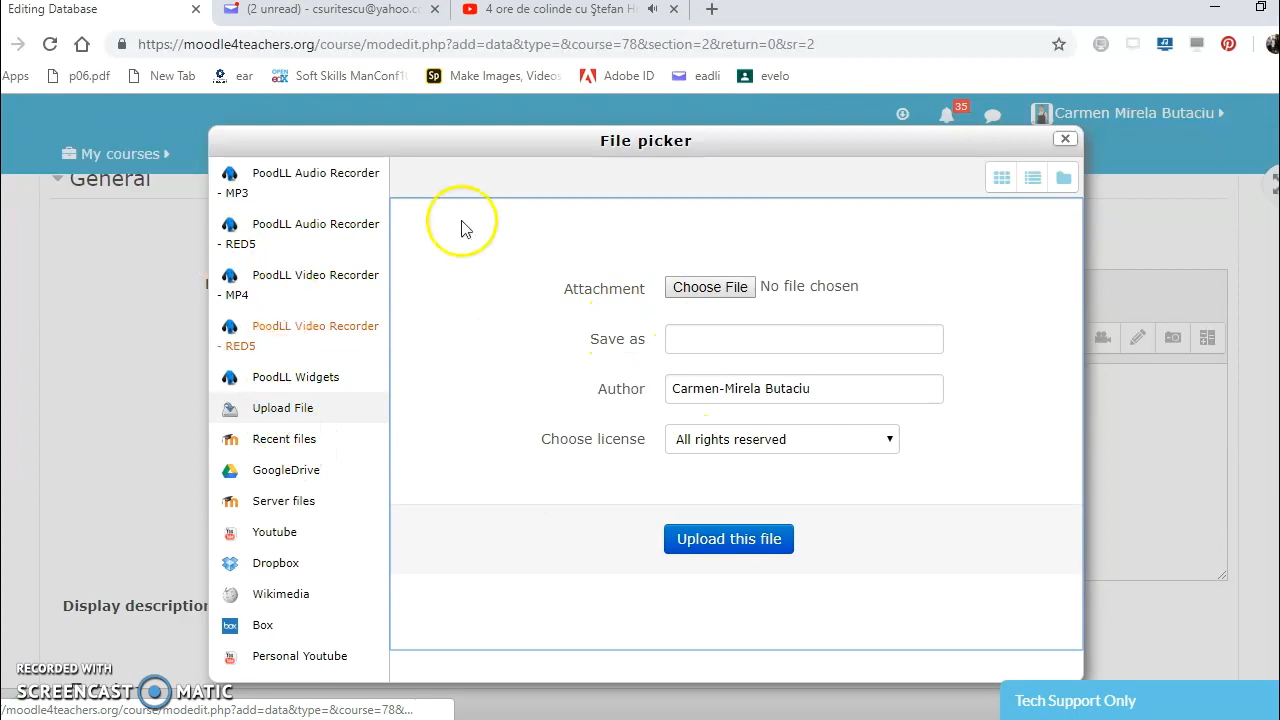 Editing Database
(2 unread) - csuritescu@yahoo.c
4 ore de colinde cu Ştefan H
https://moodle4teachers.org/course/modedit.php?add=data&type=&course=78&section=2&return=0&sr=2
Apps
p06.pdf
New Tab
ear
OPEN edx
Soft Skills ManConf1
Sp
Make Images, Videos
Adobe ID
eadli
evelo
35
Carmen Mirela Butaciu
My courses
General
File picker
PoodLL Audio Recorder
- MP3
PoodLL Audio Recorder
- RED5
PoodLL Video Recorder
- MP4
PoodLL Video Recorder
- RED5
PoodLL Widgets
Upload File
Recent files
GoogleDrive
Server files
Youtube
Dropbox
Wikimedia
box
Box
Personal Youtube
Attachment
Choose File No file chosen
Save as
Author
Carmen-Mirela Butaciu
Choose license
All rights reserved
Upload this file
Display description
RECORDED WITH
SCREENCAST MATIC
Tech Support Only
/moodle4teachers.org/course/modedit.php?add=data&type=&course=78&...